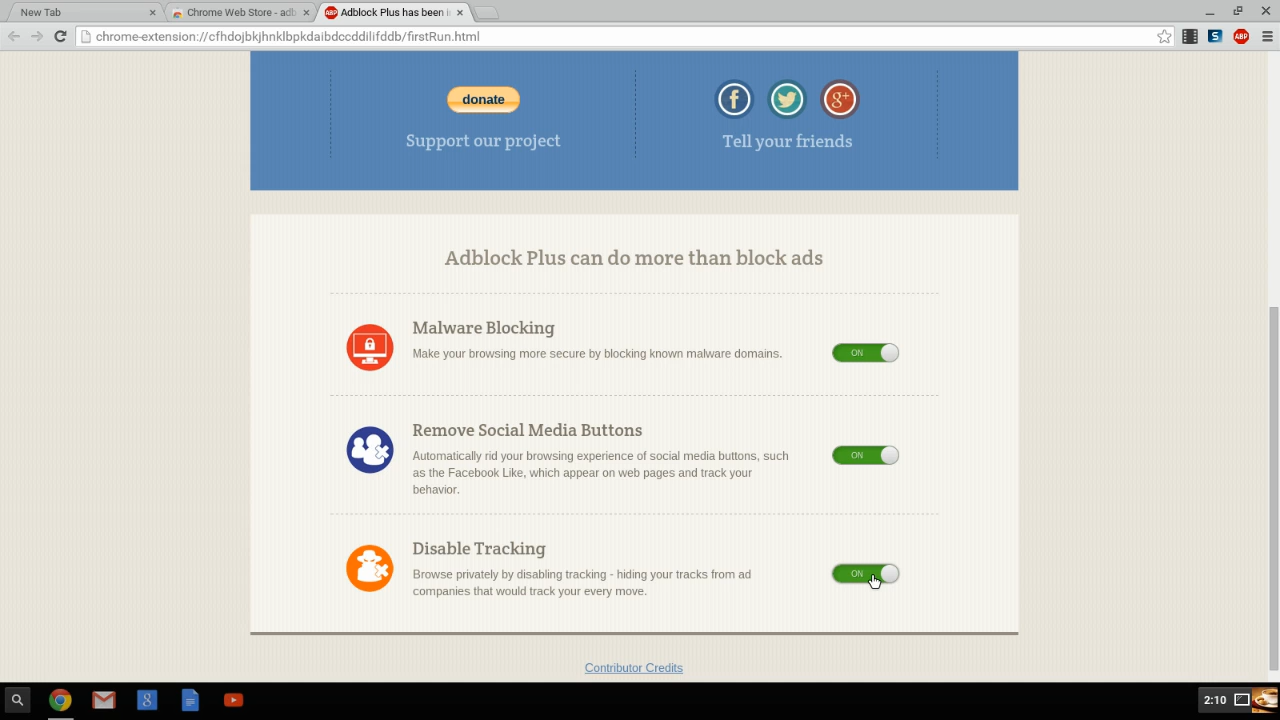 New Tab
Chrome Web Store - adb
Adblock Plus has been i
chrome-extension://cfhdojbkjhnklbpkdaibdccddilifddb/firstRun.html
S
ABP
donate
Support our project
f
g+
Tell your friends
Adblock Plus can do more than block ads
Malware Blocking
Make your browsing more secure by blocking known malware domains.
ON
Remove Social Media Buttons
Automatically rid your browsing experience of social media buttons, such
as the Facebook Like, which appear on web pages and track your
behavior.
ON
Disable Tracking
Browse privately by disabling tracking - hiding your tracks from ad
companies that would track your every move.
ON
Contributor Credits
8
2:10